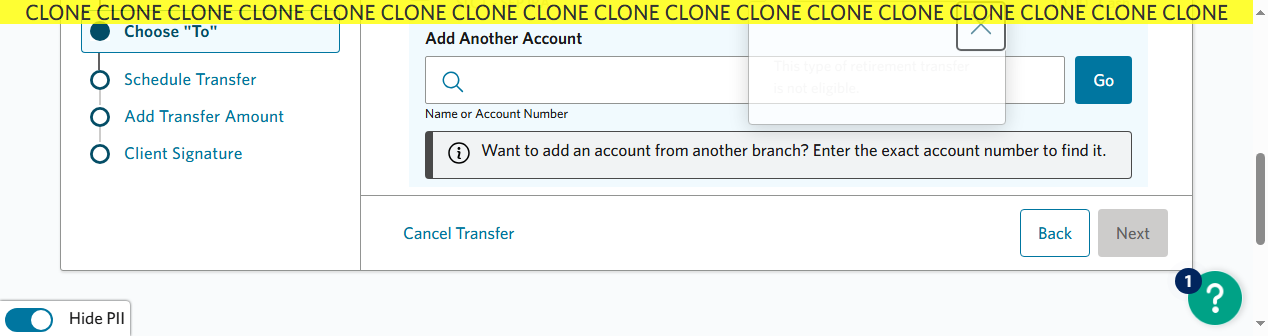 CLONE CLONE CLONE CLONE CLONE CLONE CLONE CLONE CLONE CLONE CLONE CLONE CLONE CLONE CLONE CLONE CLONE
Choose "To"
Schedule Transfer
Add Transfer Amount
Client Signature
Add Another Account
This type of retirement transfer
is not eligible.
Go
Name or Account Number
Want to add an account from another branch? Enter the exact account number to find it.
Cancel Transfer
Back
Next
1
?
Hide PII